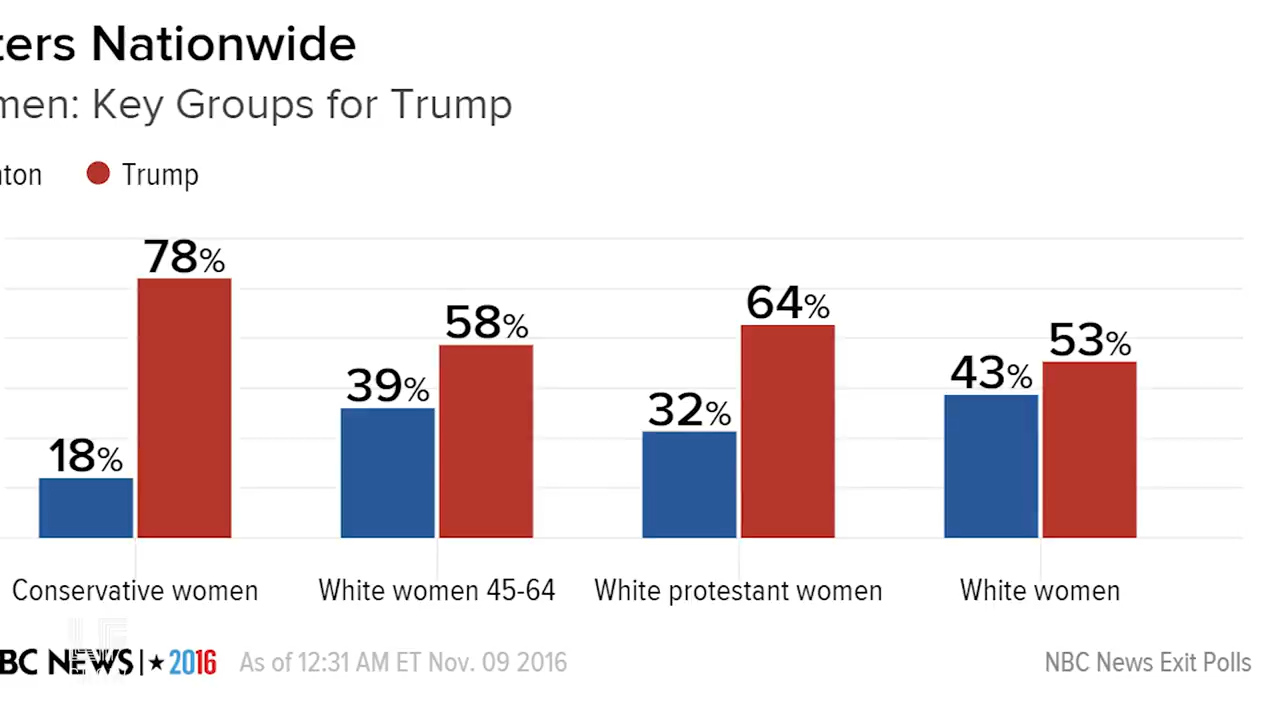 ters Nationwide
men: Key Groups for Trump
nton Trump
78%
18%
58%
39%
64%
32%
53%
43%
Conservative women White women 45-64 White protestant women White women
BC NEWS 2016 As of 12:31 AM ET Nov. 09 2016 NBC News Exit Polls